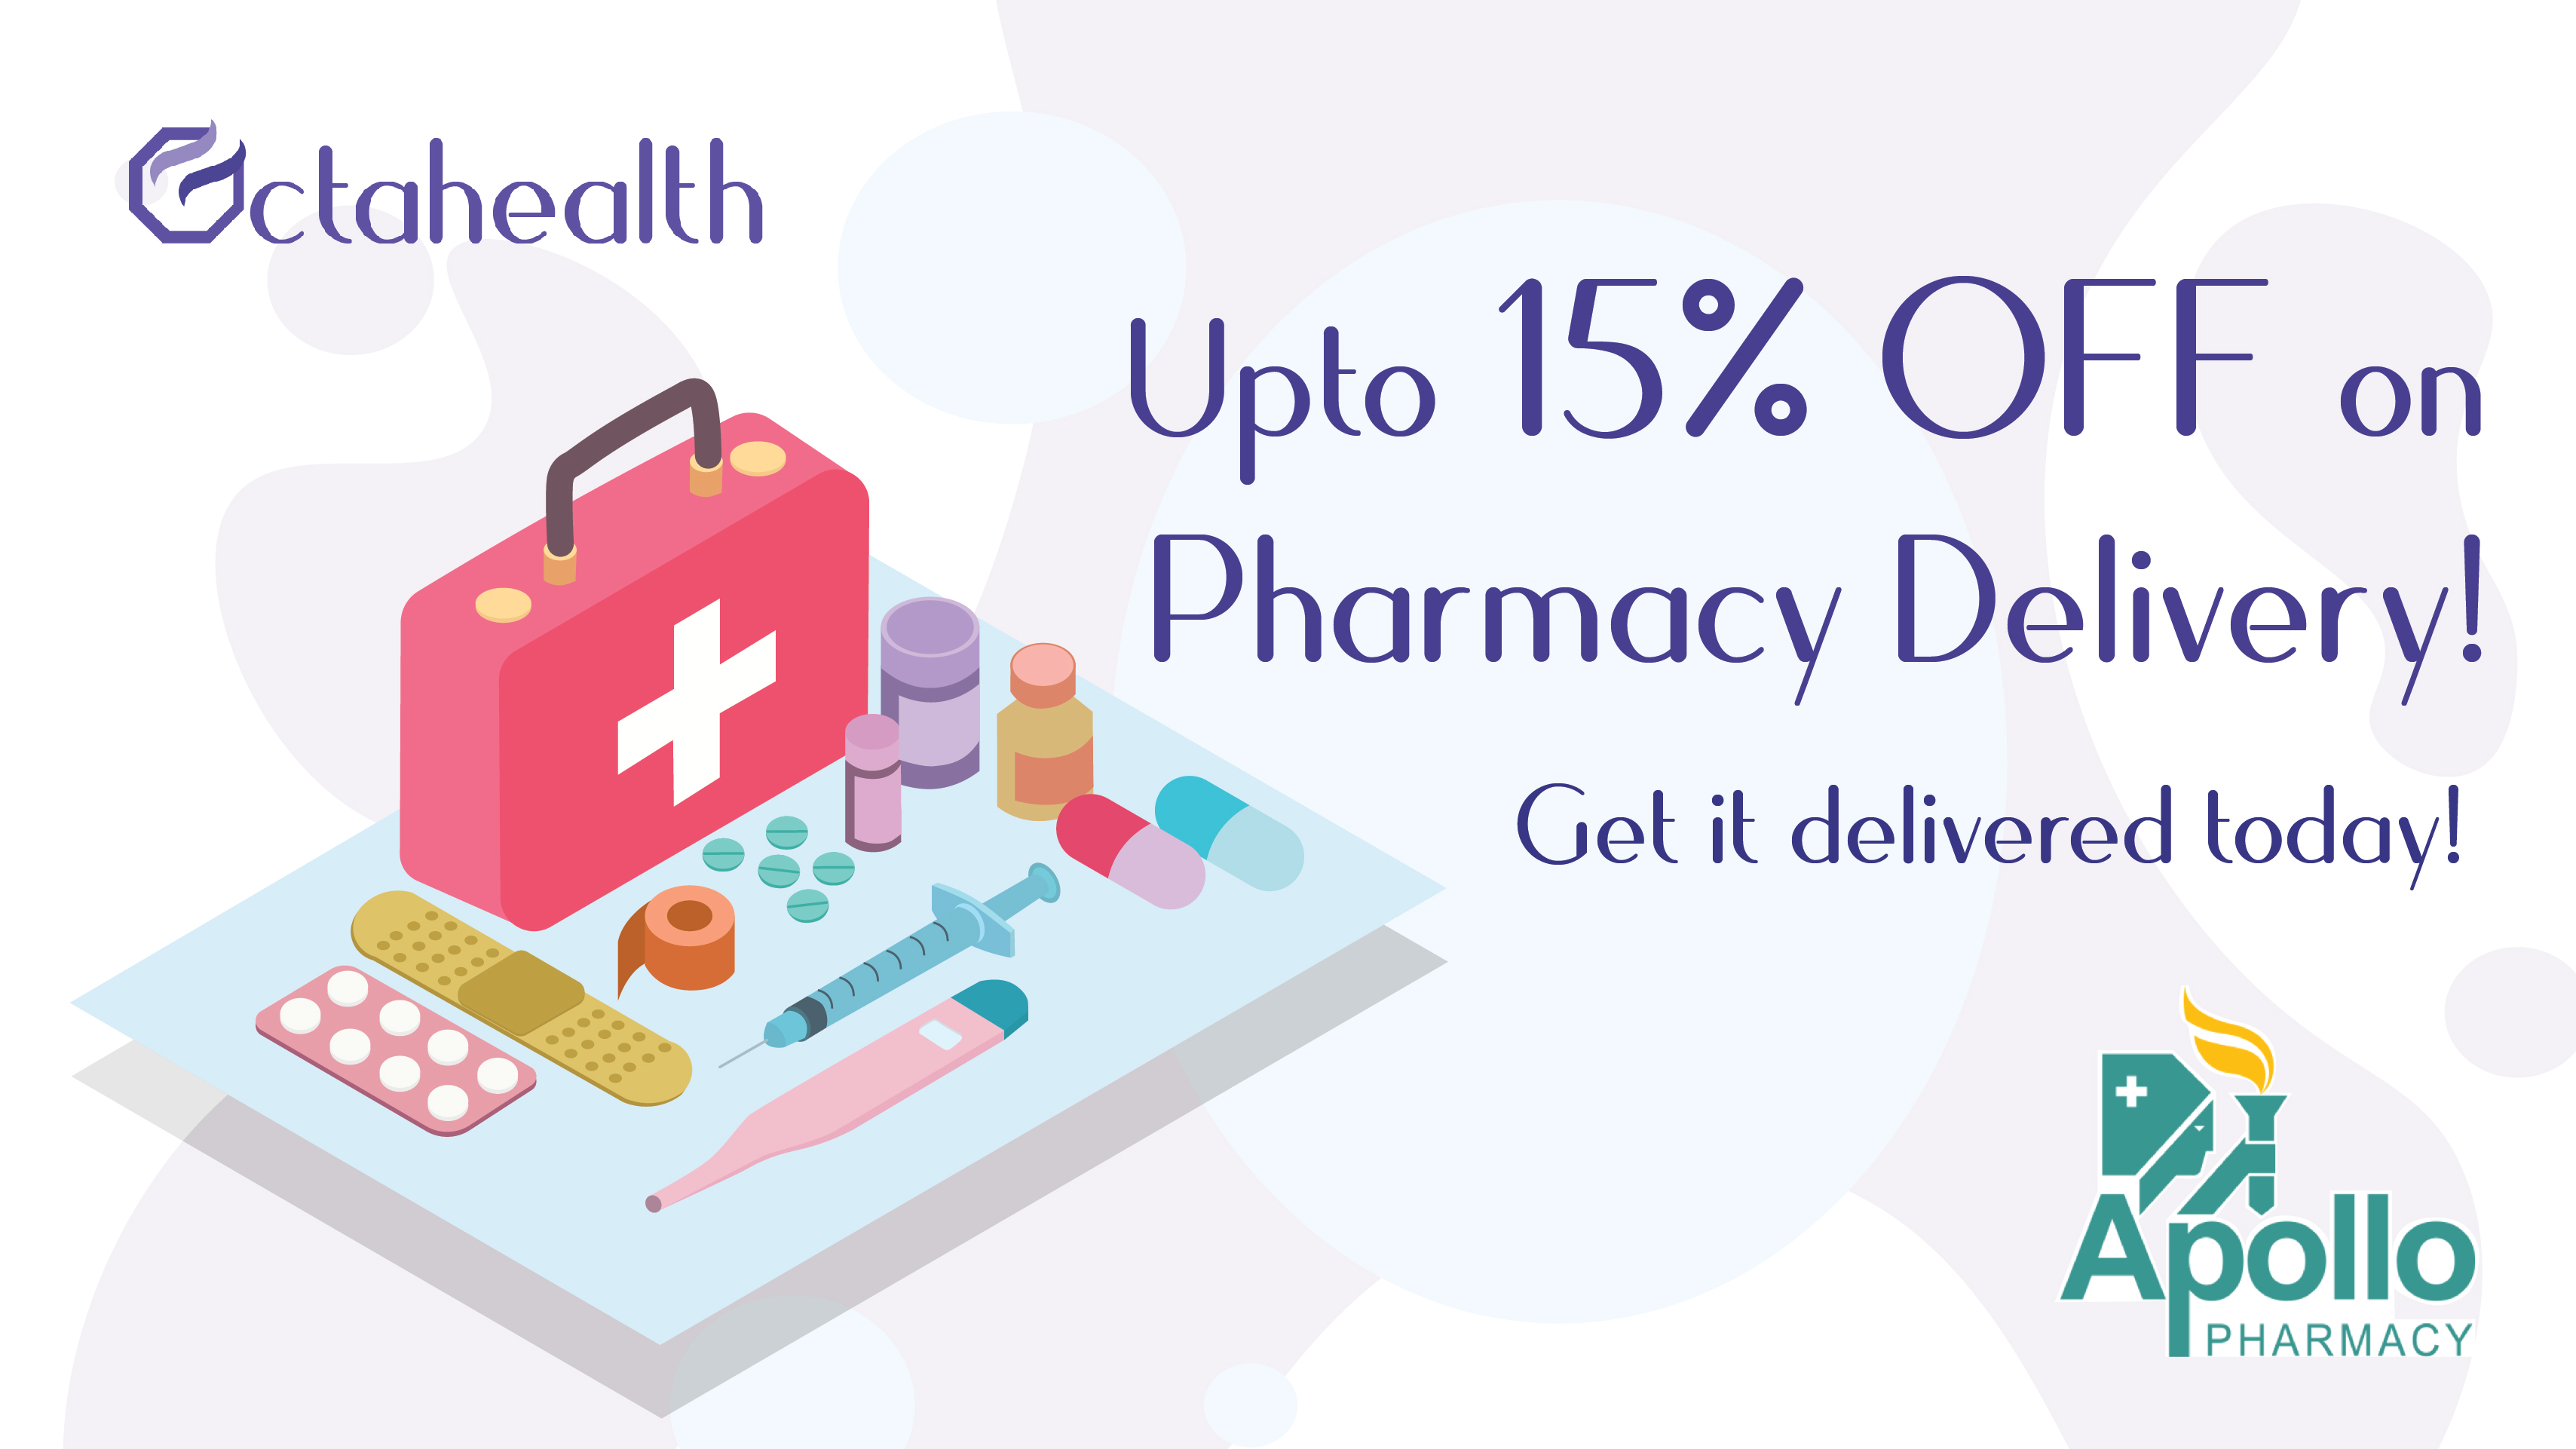 Octahealth
Upto 15% OFF on
Pharmacy Delivery!
Get it delivered today!
Apollo
PHARMACY